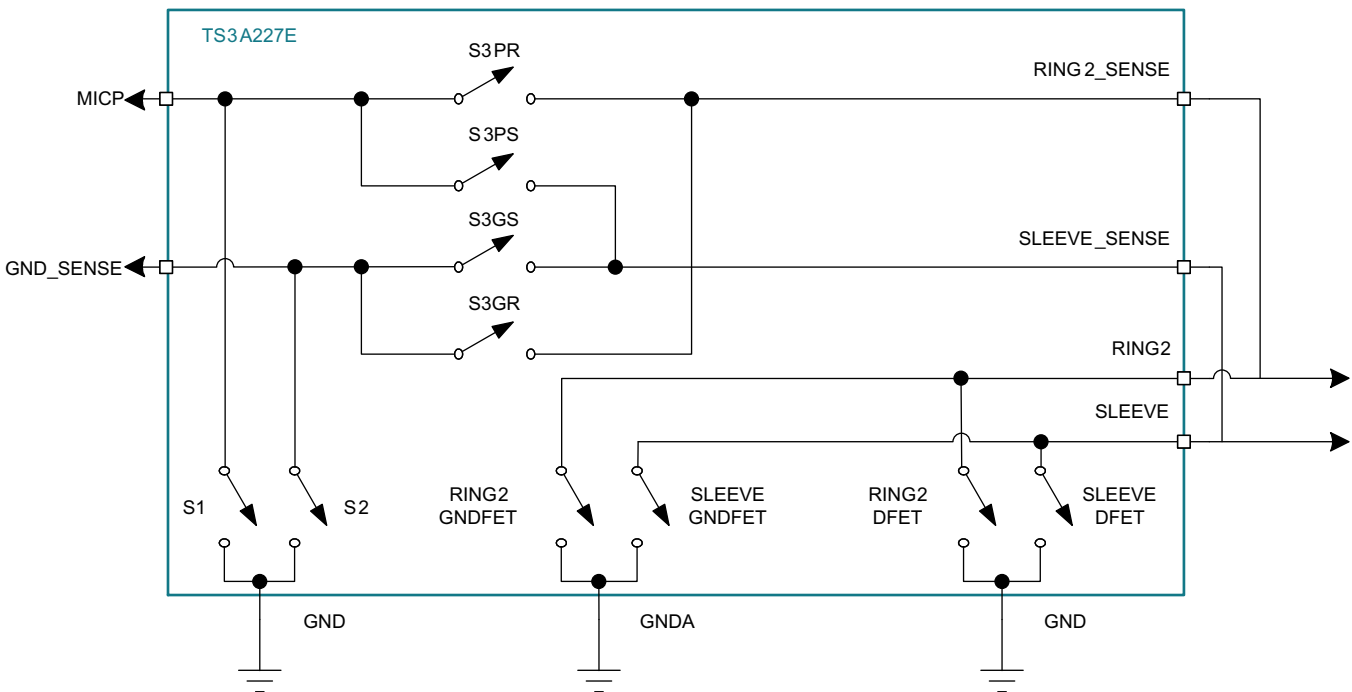 TS3A227E
S3PR
RING2_SENSE
MICP
S3PS
S3GS
SLEEVE_SENSE
GND_SENSE
S3GR
RING2
SLEEVE
S1
S2
RING2
GNDFET
SLEEVE
GNDFET
RING2
DFET
SLEEVE
DFET
GND
GNDA
GND